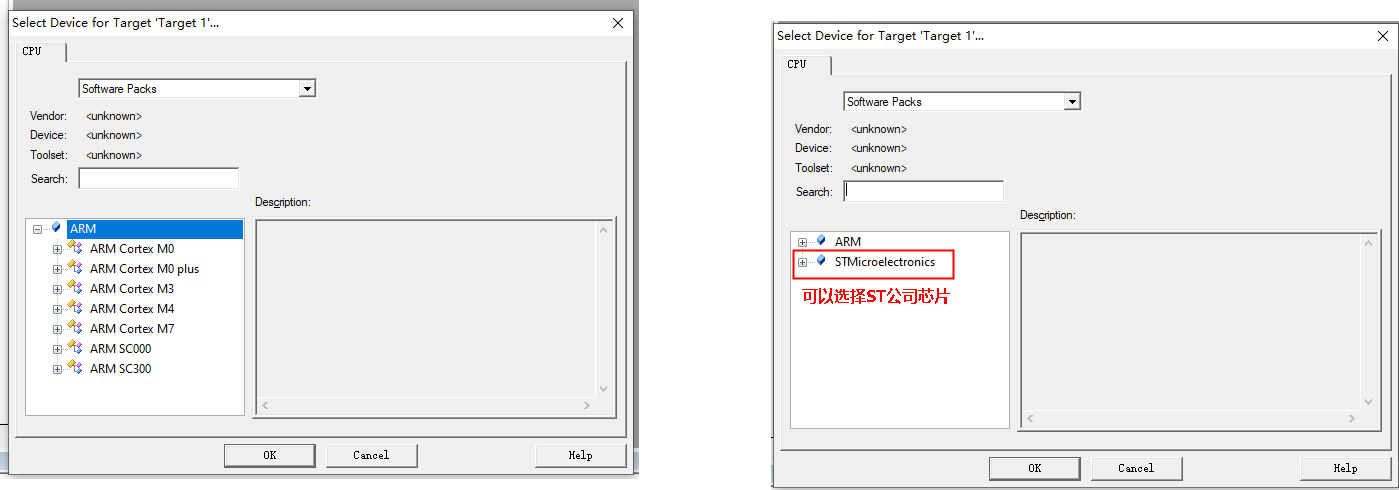 Select Device for Target 'Target 1'...
CPU
Software Packs
Vendor: <unknown>
Device: <unknown>
Toolset: <unknown>
Search:
Description:
ARM
ARM Cortex M0
ARM Cortex M0 plus
ARM Cortex M3
ARM Cortex M4
ARM Cortex M7
ARM SC000
ARM SC300
OK Cancel Help
Select Device for Target 'Target 1'...
CPU
Software Packs
Vendor: <unknown>
Device: <unknown>
Toolset: <unknown>
Search:
Description:
ARM
STMicroelectronics
可以选择ST公司芯片
OK Cancel Help